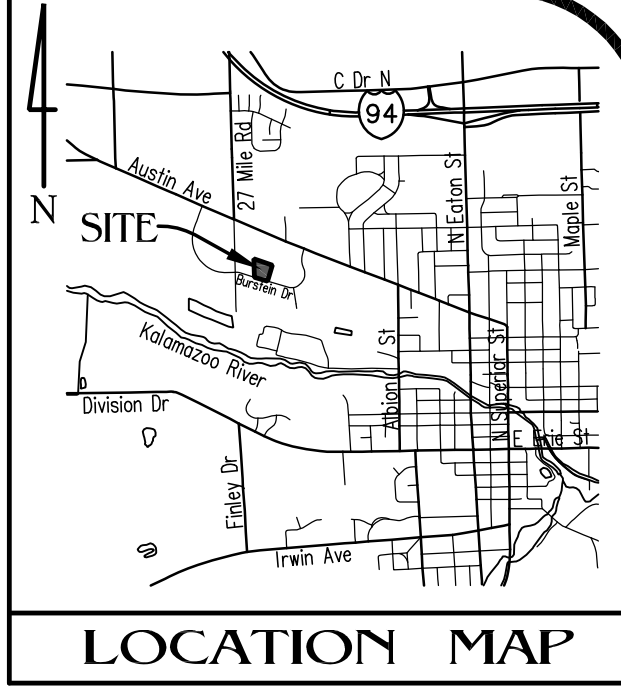 C Dr N
94
27 Mile Rd
Austin Ave
N Eaton St
Maple St
N
SITE
Burstein Dr
Kalamazoo River
Albion St
N Superior St
Division Dr
E Erie St
Finley Dr
Irwin Ave
LOCATION MAP